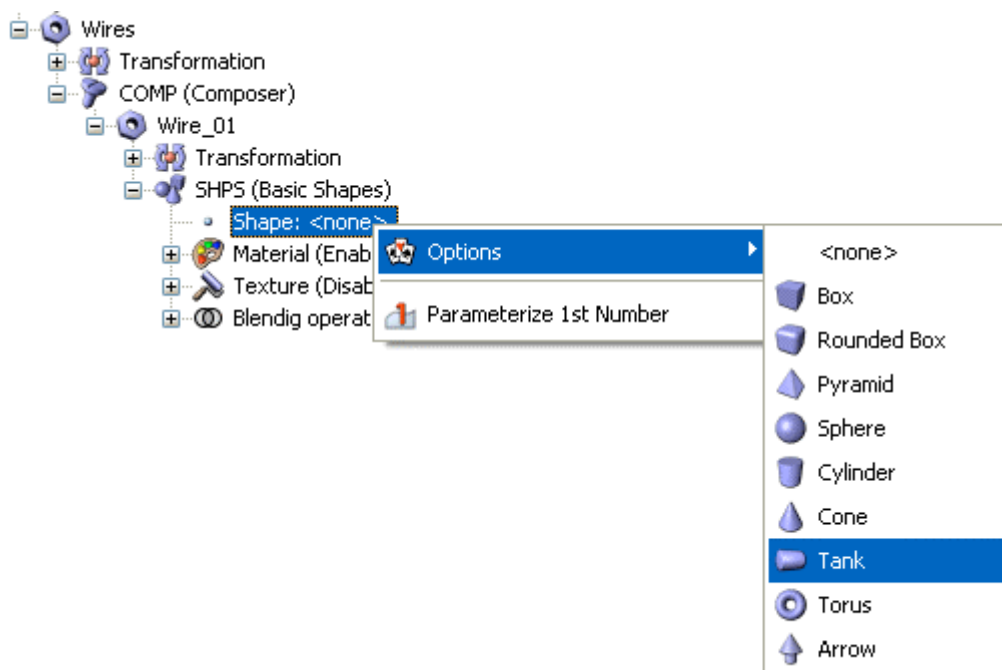 Wires
Transformation
COMP (Composer)
Wire_01
Transformation
SHPS (Basic Shapes)
Shape: <none>
Material (Enab
Texture (Disab
Blendig operat
Options
Parameterize 1st Number
<none>
Box
Rounded Box
Pyramid
Sphere
Cylinder
Cone
Tank
Torus
Arrow